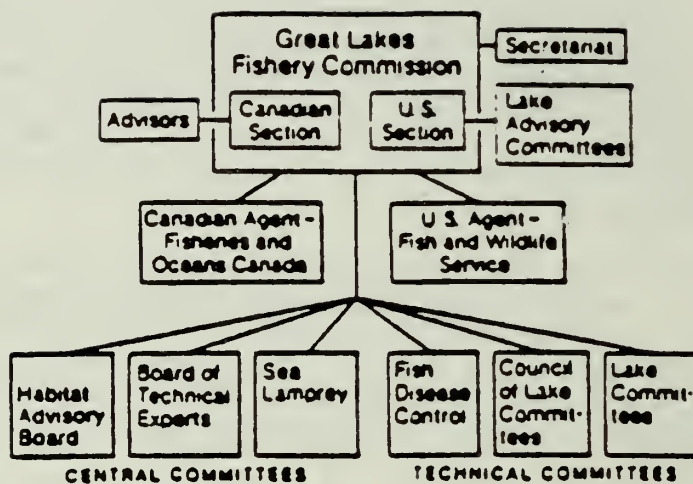 Great Lakes
Fishery Commission
Secretariat
Advisors
Canadian
Section
U.S.
Section
Lake
Advisory
Committees
Canadian Agent-
Fisheries and
Oceans Canada
U.S. Agent-
Fish and Wildlife
Service
Habitat
Advisory
Board
Board of
Technical
Experts
Sea
Lamprey
Fish
Disease
Control
Council
of Lake
Commit-
tees
Lake
Commit-
tees
CENTRAL COMMITTEES
TECHNICAL COMMITTEES